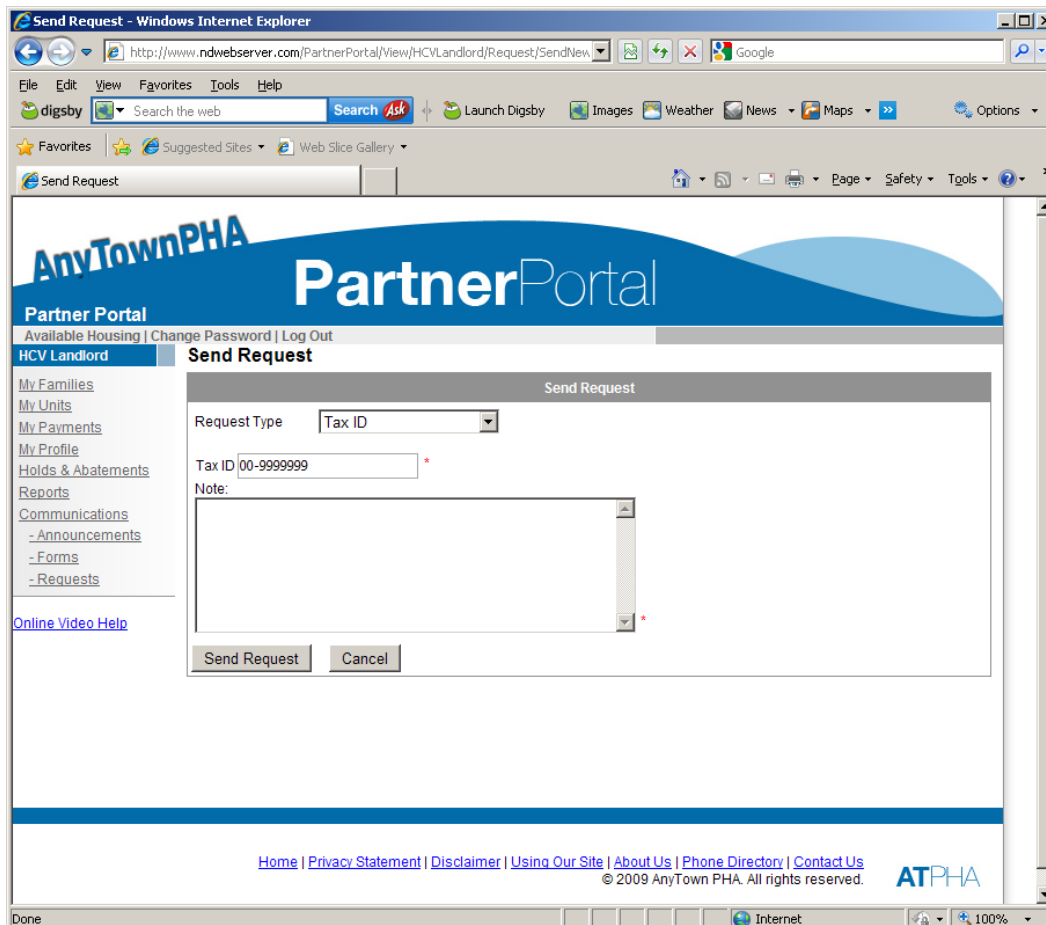 Send Request - Windows Internet Explorer
http://www.ndwebserver.com/PartnerPortal/View/HCVLandlord/Request/SendNew
Google
File Edit View Favorites Tools Help
digsby Search the web Search Ask Launch Digsby Images Weather News Maps Options
Favorites Suggested Sites Web Slice Gallery
Send Request Page Safety Tools
AnyTownPHA
PartnerPortal
Partner Portal
Available Housing | Change Password | Log Out
HCV Landlord
My Families
My Units
My Payments
My Profile
Holds & Abatements
Reports
Communications
- Announcements
- Forms
- Requests
Online Video Help
Send Request
Send Request
Request Type Tax ID
Tax ID 00-9999999 *
Note:
*
Send Request Cancel
Home | Privacy Statement | Disclaimer | Using Our Site | About Us | Phone Directory | Contact Us
© 2009 AnyTown PHA. All rights reserved.
ATPHA
Done Internet 100%